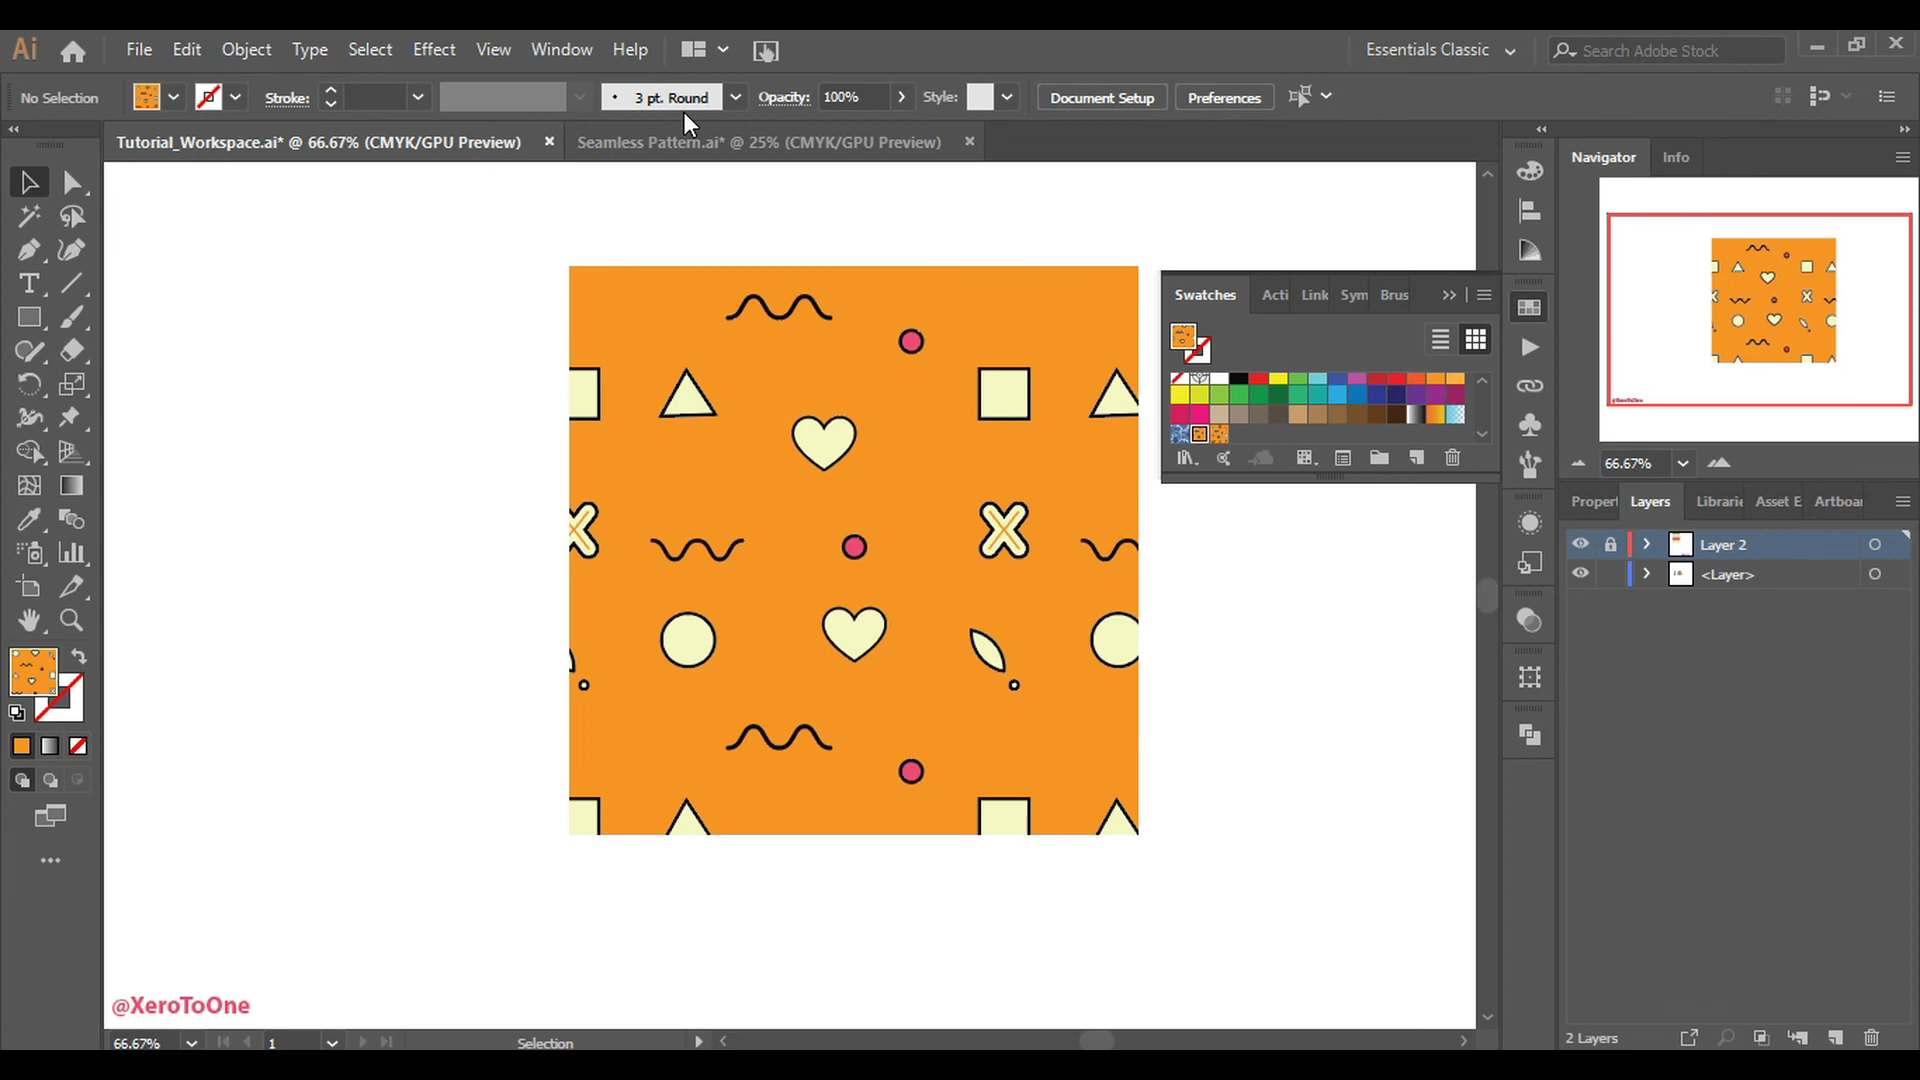 Ai File Edit Object Type Select Effect View Window Help Essentials Classic Search Adobe Stock
No Selection Stroke: 3 pt. Round Opacity: 100% Style: Document Setup Preferences
Tutorial_Workspace.ai* @ 66.67% (CMYK/GPU Preview) Seamless Pattern.ai* @ 25% (CMYK/GPU Preview)
Navigator Info
Swatches Acti Link Sym Brus
66.67%
Propert Layers Librarie Asset E Artboar
Layer 2
<Layer>
@XeroToOne
66.67% 1 Selection
2 Layers